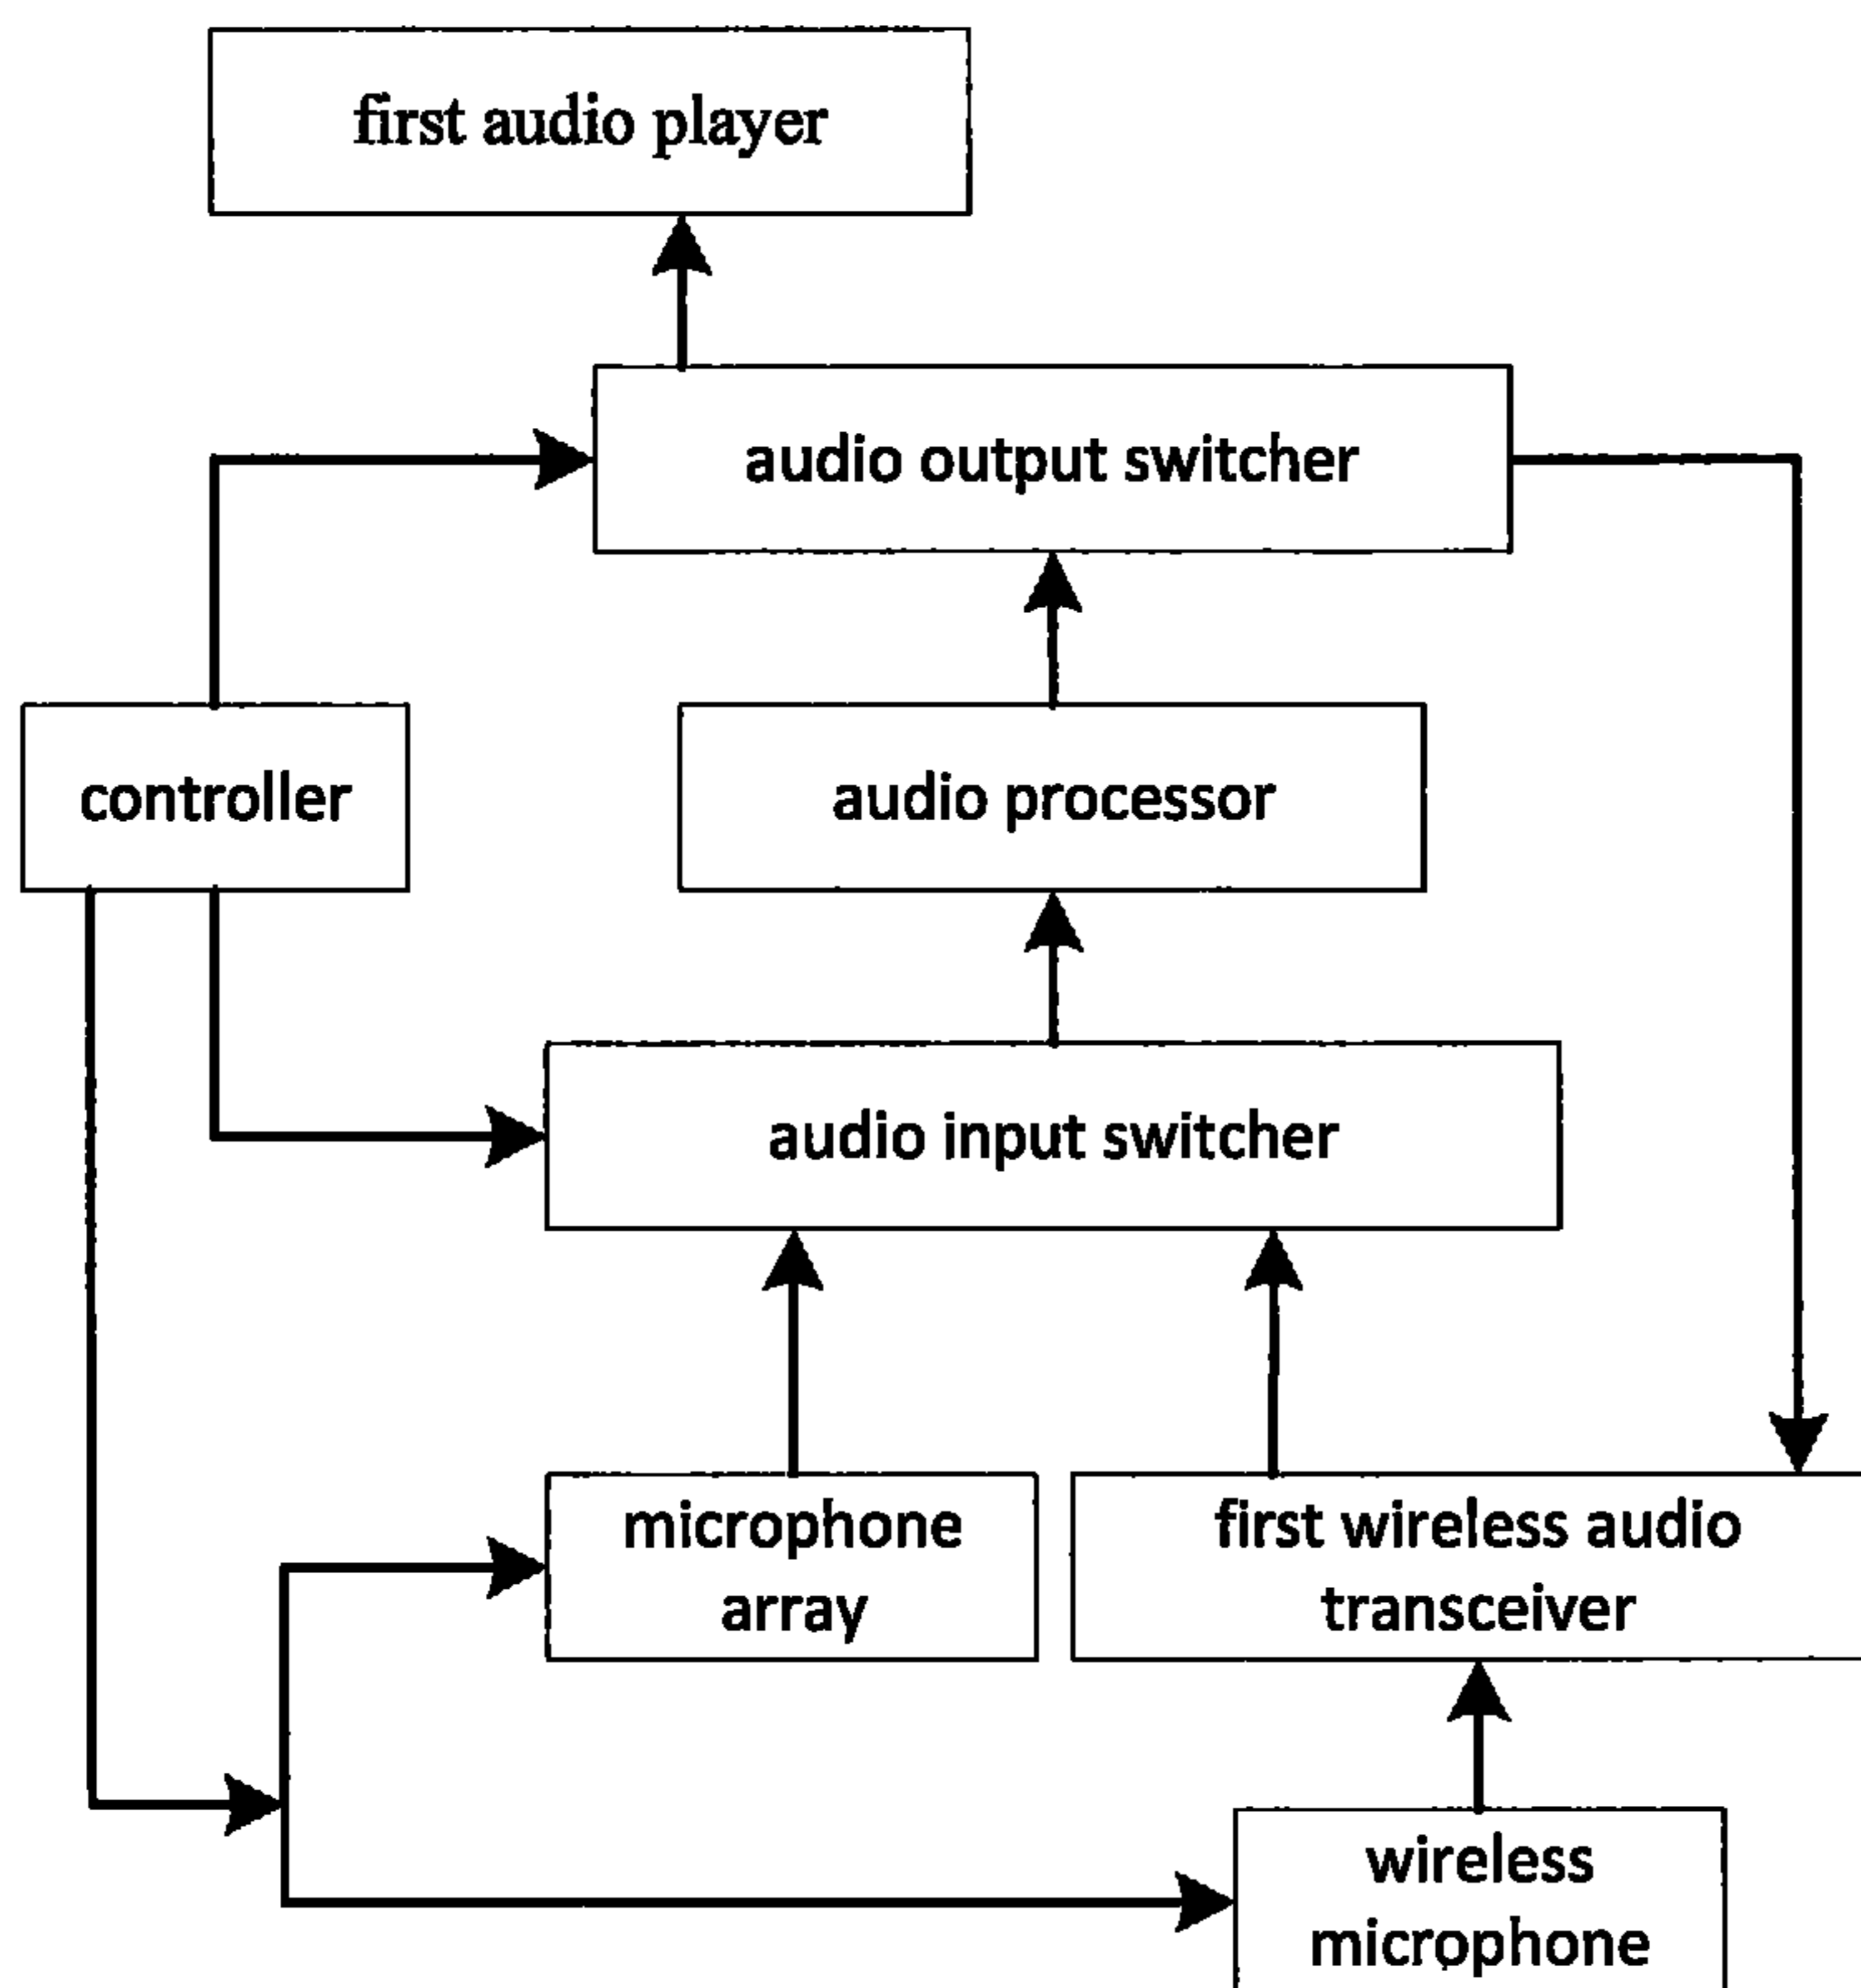 first audio player
audio output switcher
controller
audio processor
audio input switcher
microphone
array
first wireless audio
transceiver
wireless
microphone